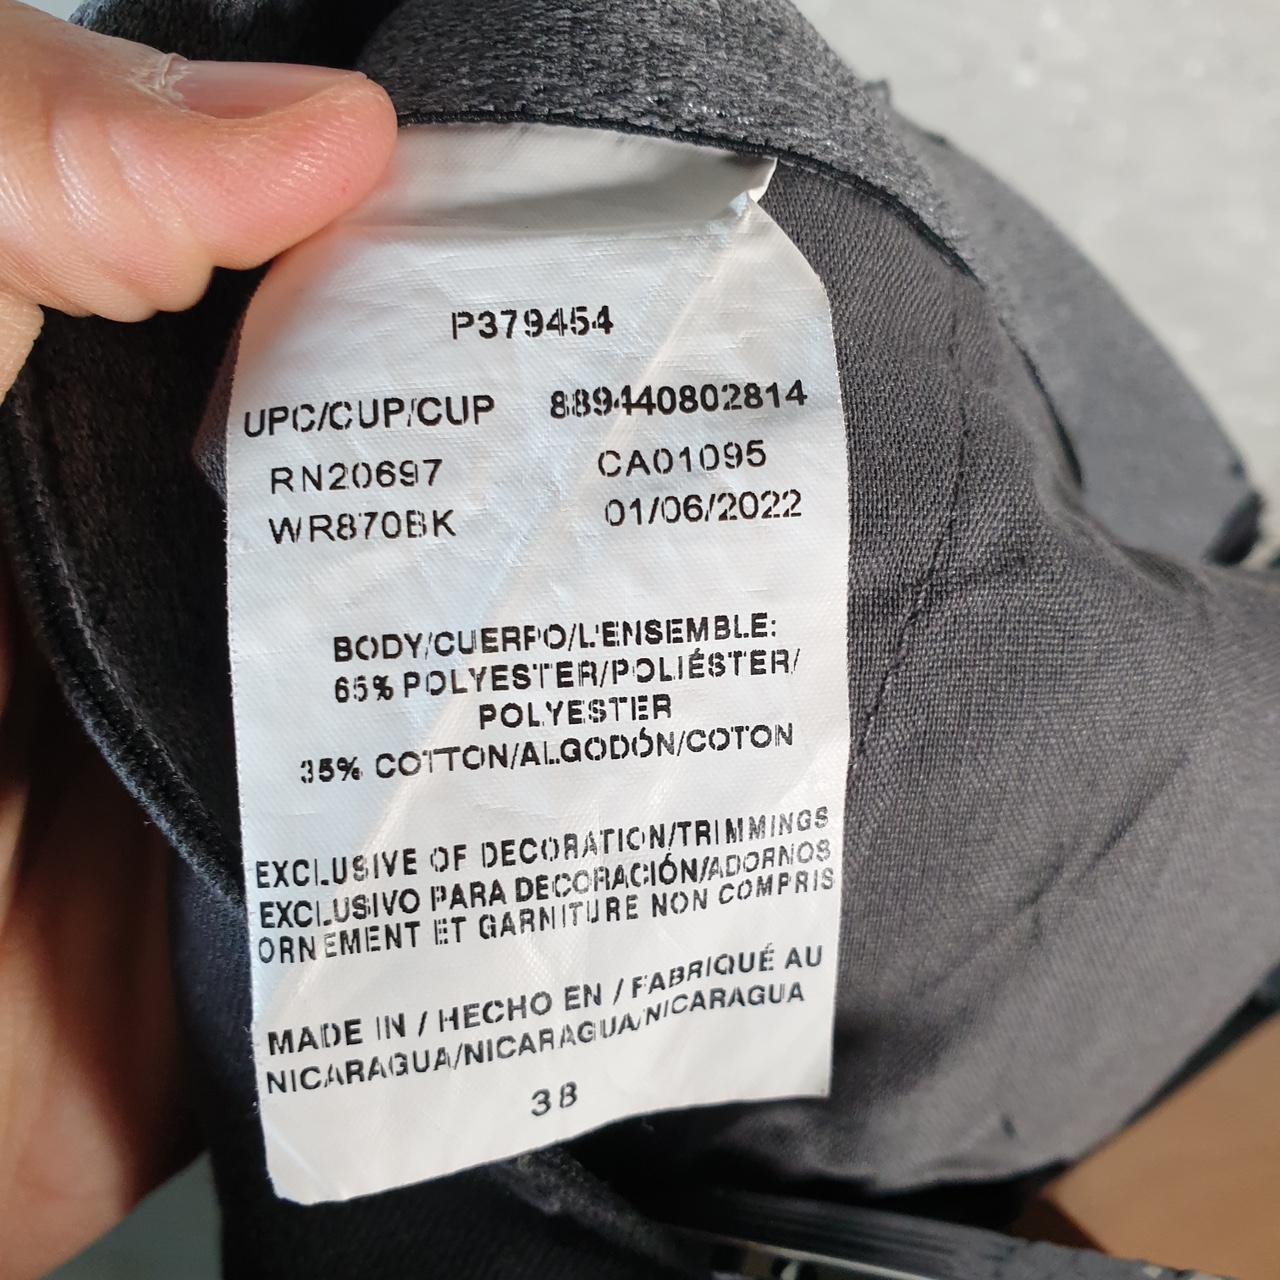 P379454
UPC/CUP/CUP 889440802814
RN20697 CA01095
WR870BK 01/06/2022
BODY/CUERPO/L'ENSEMBLE:
65% POLYESTER/POLIÉSTER/
POLYESTER
35% COTTON/ALGODÓN/COTON
EXCLUSIVE OF DECORATION/TRIMMINGS
EXCLUSIVO PARA DECORACIÓN/ADORNOS
ORNEMENT ET GARNITURE NON COMPRIS
MADE IN / HECHO EN / FABRIQUÉ AU
NICARAGUA/NICARAGUA/NICARAGUA
38